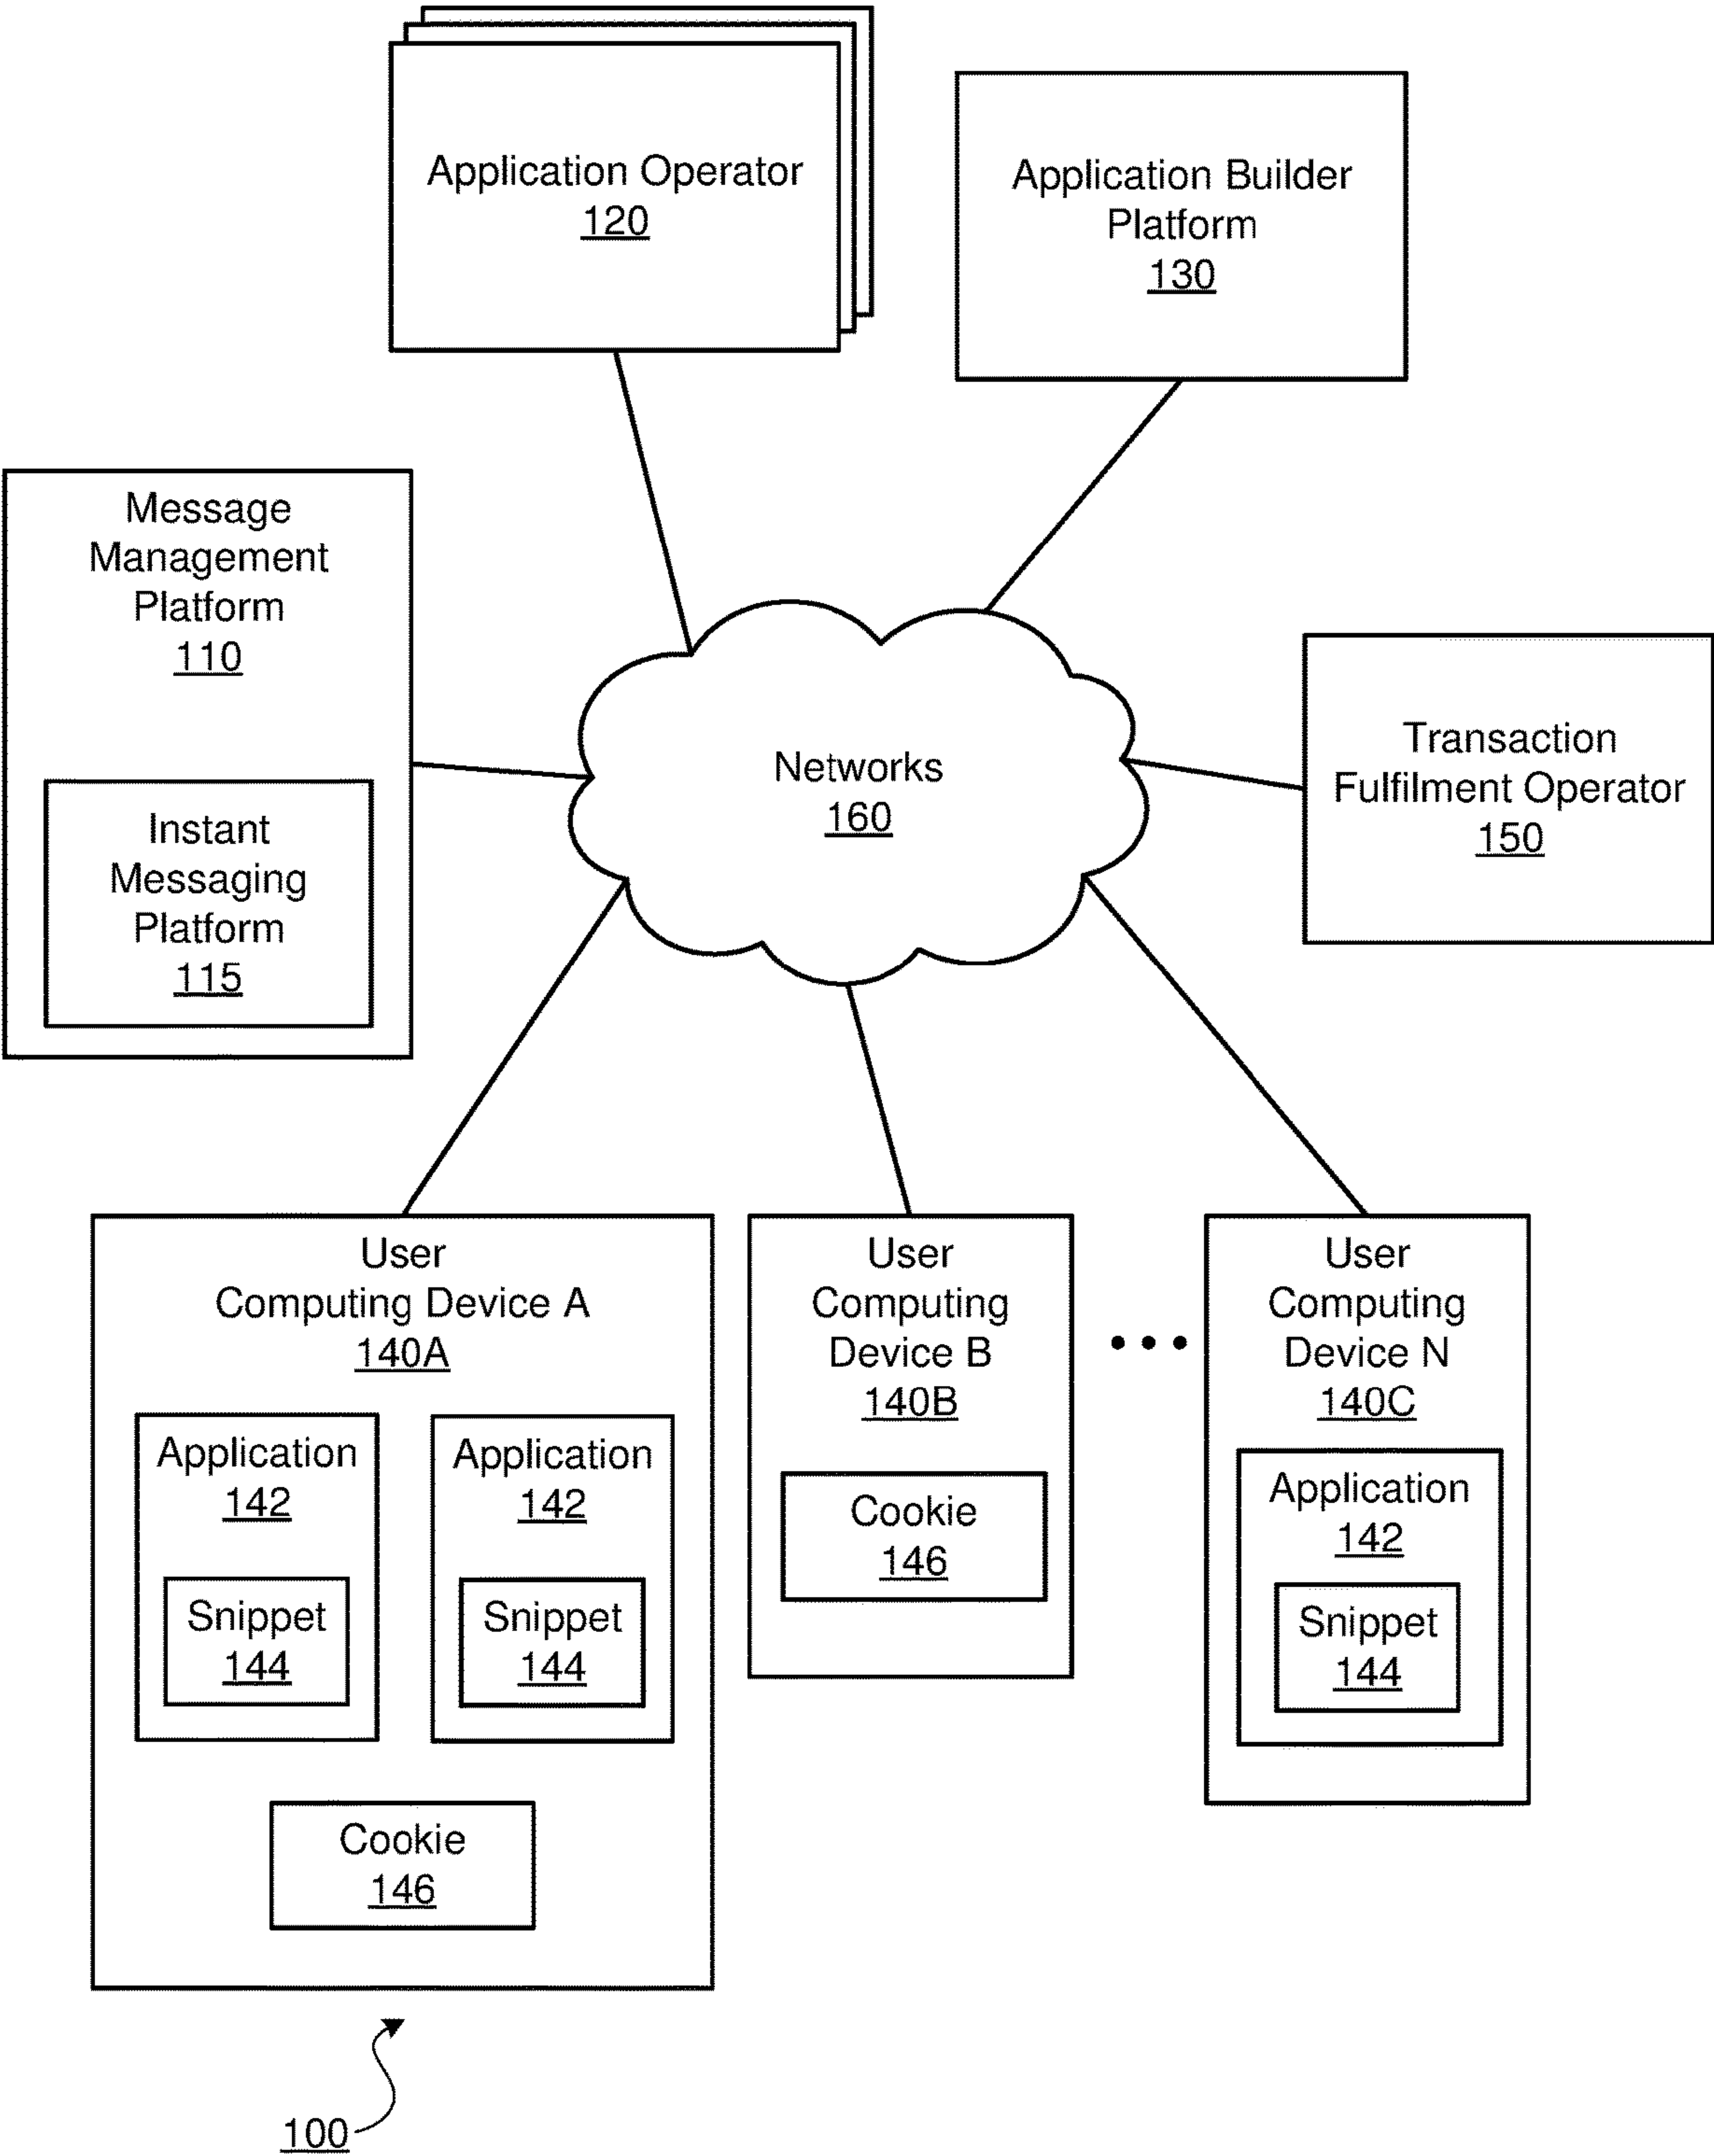 Application Operator
120
Application Builder
Platform
130
Message
Management
Platform
110
Instant
Messaging
Platform
115
Networks
160
Transaction
Fulfilment Operator
150
User
Computing Device A
140A
Application
142
Snippet
144
Application
142
Snippet
144
Cookie
146
User
Computing
Device B
140B
Cookie
146
User
Computing
Device N
140C
Application
142
Snippet
144
100